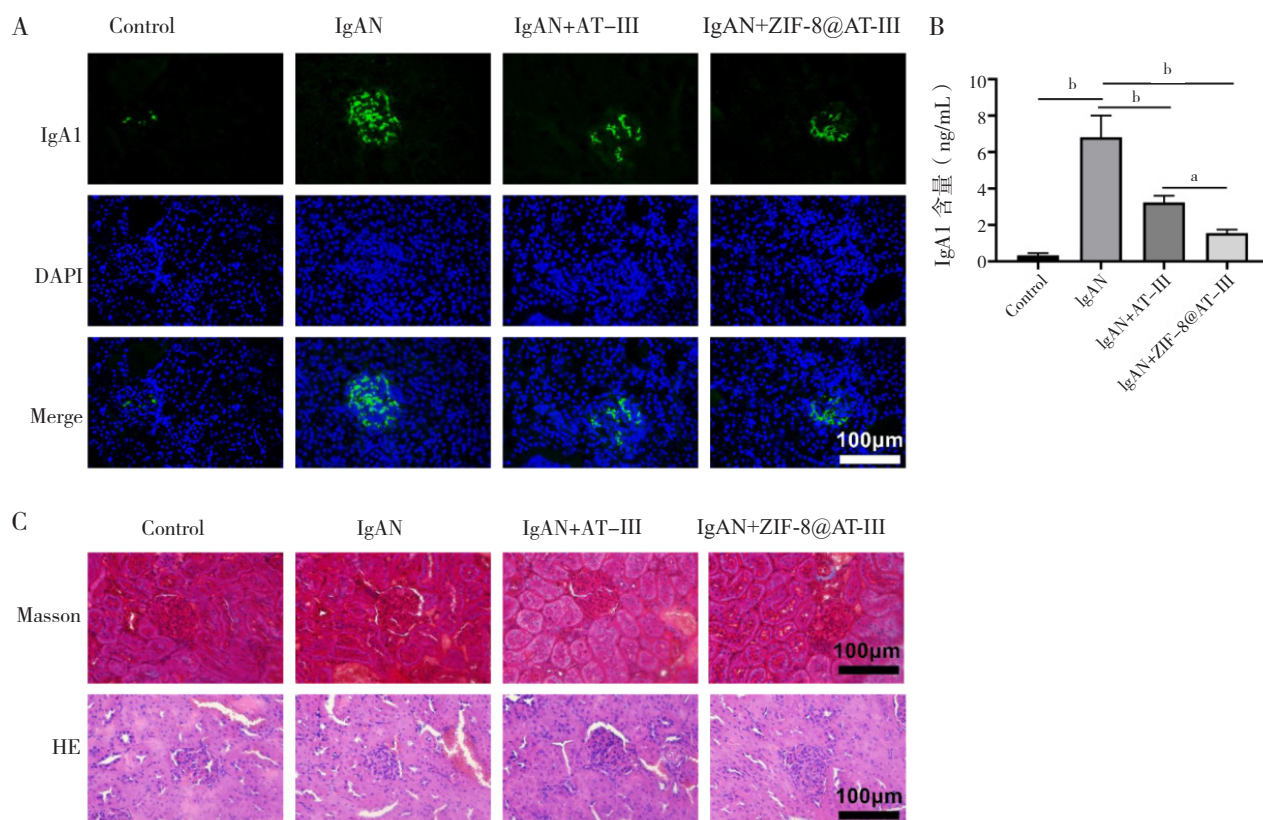 A
Control
IgAN
IgAN+AT-III
IgAN+ZIF-8@AT-III
IgA1
DAPI
Merge
100μm
B
IgA1 含量（ng/mL）
10
8
6
4
2
0
b
b
b
a
Control
IgAN
IgAN+AT-III
IgAN+ZIF-8@AT-III
C
Control
IgAN
IgAN+AT-III
IgAN+ZIF-8@AT-III
Masson
100μm
HE
100μm